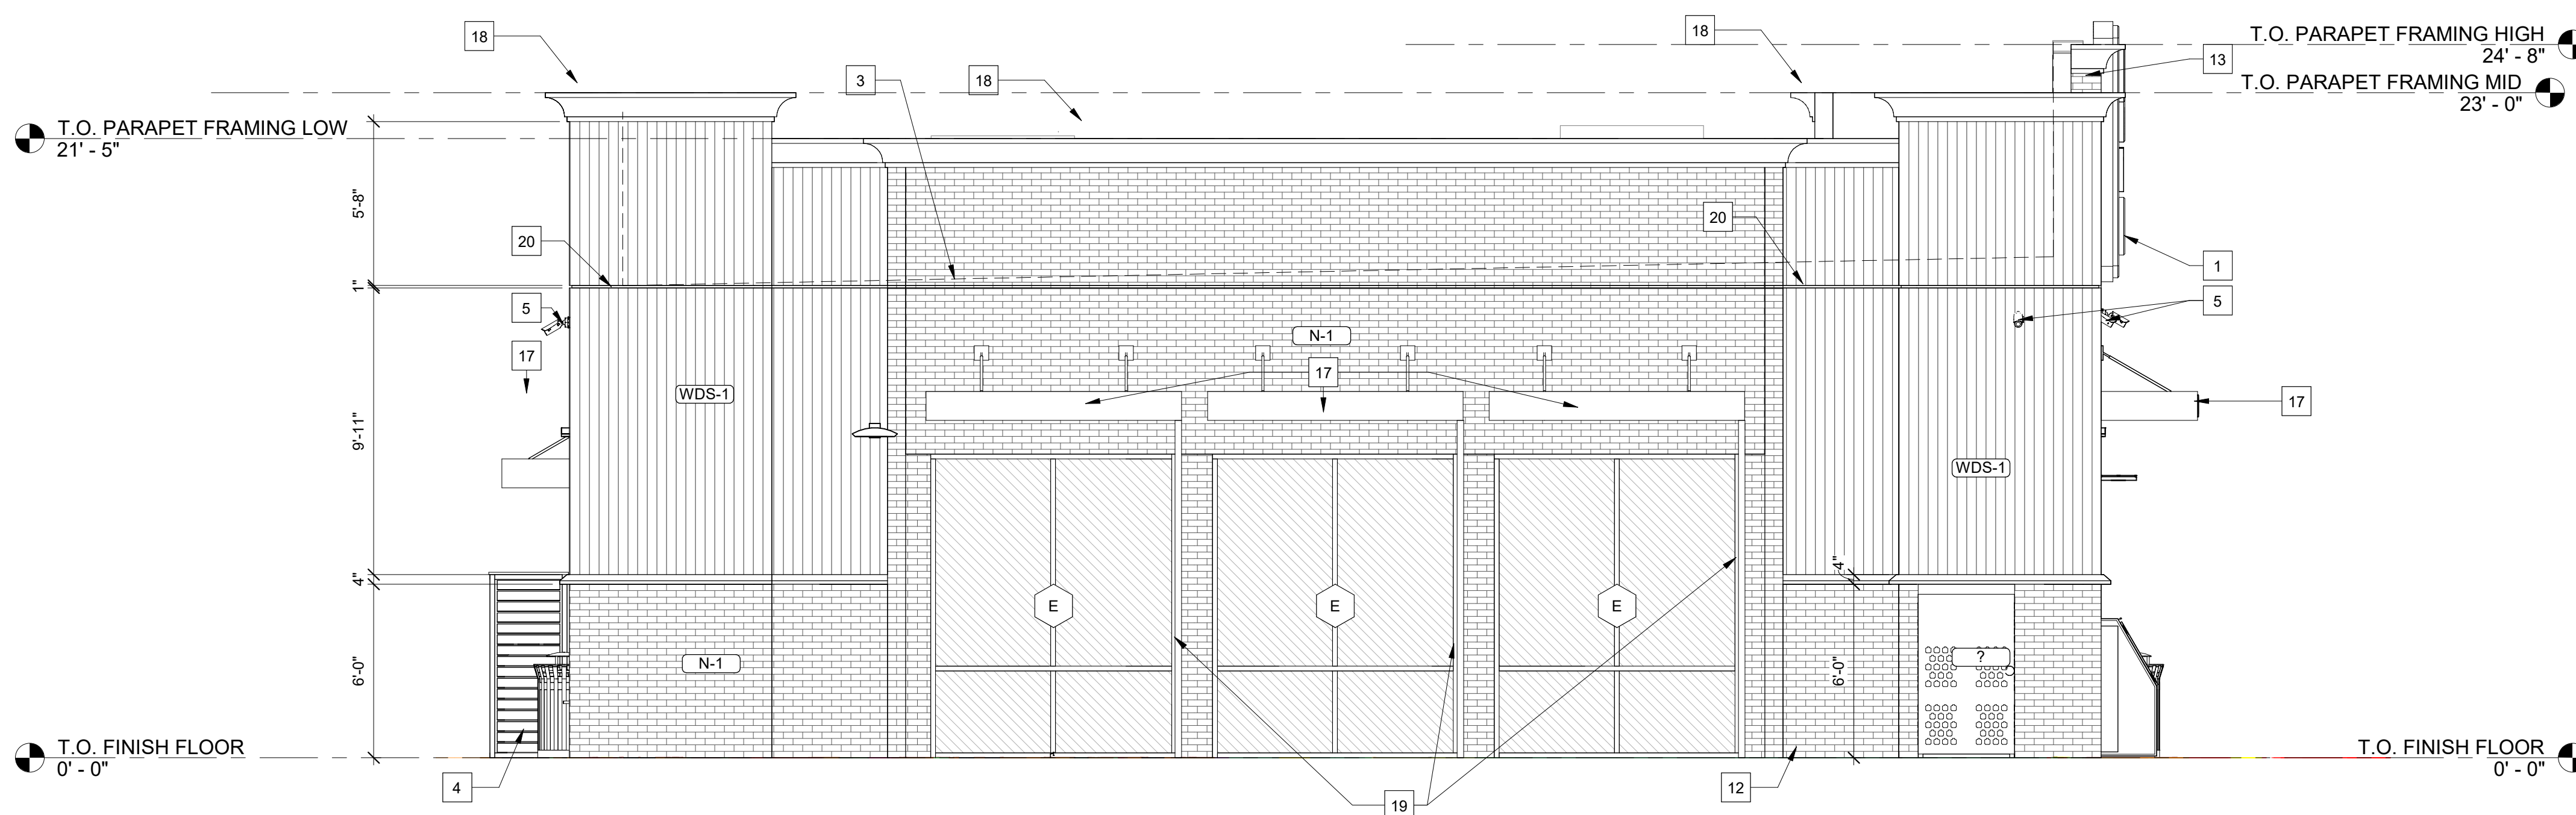 18
18
T.O. PARAPET FRAMING HIGH
24' - 8"
13
3
18
T.O. PARAPET FRAMING MID
23' - 0"
T.O. PARAPET FRAMING LOW
21' - 5"
5'-8"
20
20
1
1"
5
5
N-1
17
17
WDS-1
17
9'-11"
WDS-1
4"
4"
E
E
E
N-1
?
6'-0"
6'-0"
T.O. FINISH FLOOR
0' - 0"
T.O. FINISH FLOOR
0' - 0"
4
19
12